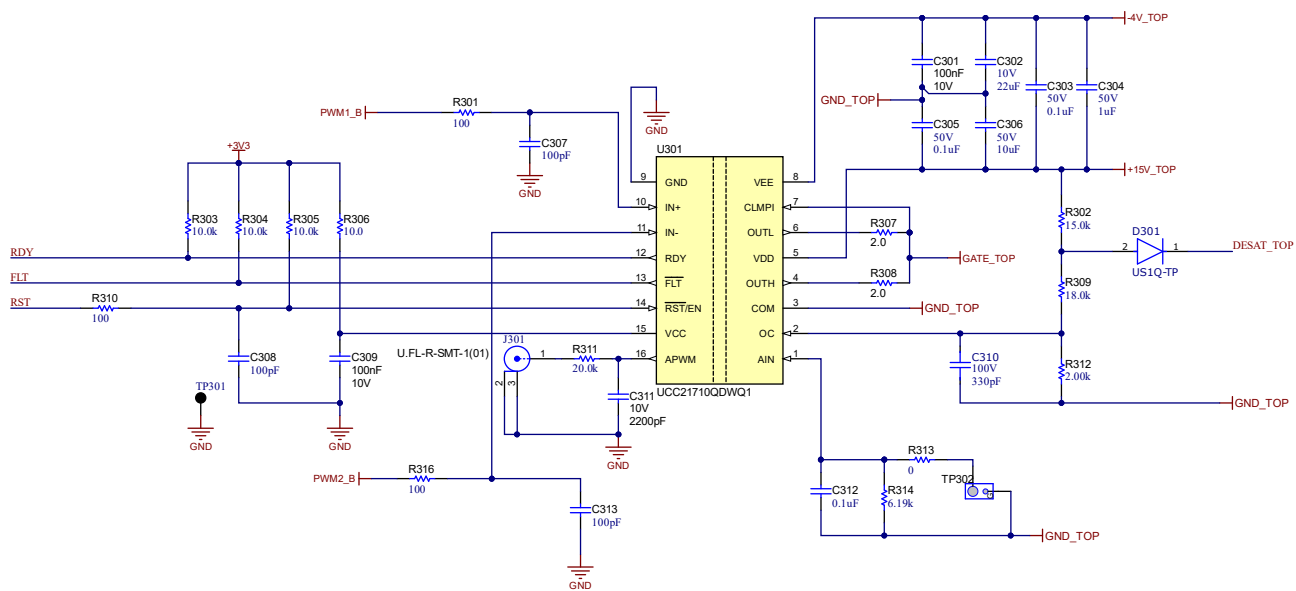 -4V_TOP
C301
100nF
10V
C302
10V
22uF
C303
50V
0.1uF
C304
50V
1uF
GND_TOP
C305
50V
0.1uF
C306
50V
10uF
+15V_TOP
PWM1_B
R301
100
C307
100pF
GND
GND
+3V3
R303
10.0k
R304
10.0k
R305
10.0k
R306
10.0
RDY
FLT
RST
R310
100
C308
100pF
C309
100nF
10V
TP301
GND
GND
U301
9 GND
10 IN+
11 IN-
12 RDY
13 FLT
14 RST/EN
15 VCC
16 APWM
VEE 8
CLMPI 7
OUTL 6
VDD 5
OUTH 4
COM 3
OC 2
AIN 1
UCC21710QDWQ1
J301
U.FL-R-SMT-1(01)
1
2
3
R311
20.0k
C311
10V
2200pF
GND
R307
2.0
R308
2.0
GATE_TOP
GND_TOP
R302
15.0k
D301
2
1
US1Q-TP
DESAT_TOP
R309
18.0k
C310
100V
330pF
R312
2.00k
GND_TOP
PWM2_B
R316
100
C313
100pF
GND
R313
0
C312
0.1uF
R314
6.19k
TP302
GND_TOP